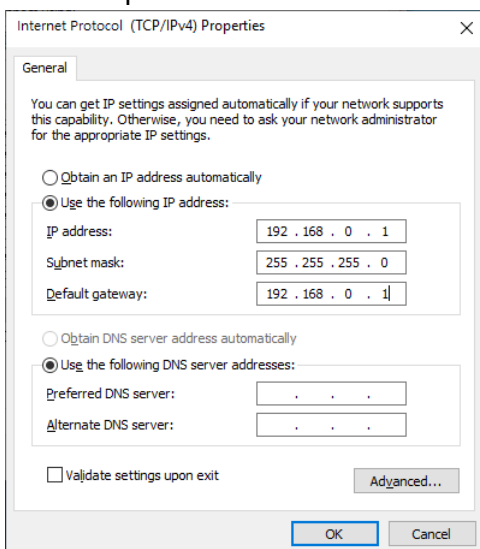 Internet Protocol (TCP/IPv4) Properties
General
You can get IP settings assigned automatically if your network supports
this capability. Otherwise, you need to ask your network administrator
for the appropriate IP settings.
Obtain an IP address automatically
Use the following IP address:
IP address: 192 . 168 . 0 . 1
Subnet mask: 255 . 255 . 255 . 0
Default gateway: 192 . 168 . 0 . 1
Obtain DNS server address automatically
Use the following DNS server addresses:
Preferred DNS server: . . .
Alternate DNS server: . . .
Validate settings upon exit
Advanced...
OK Cancel